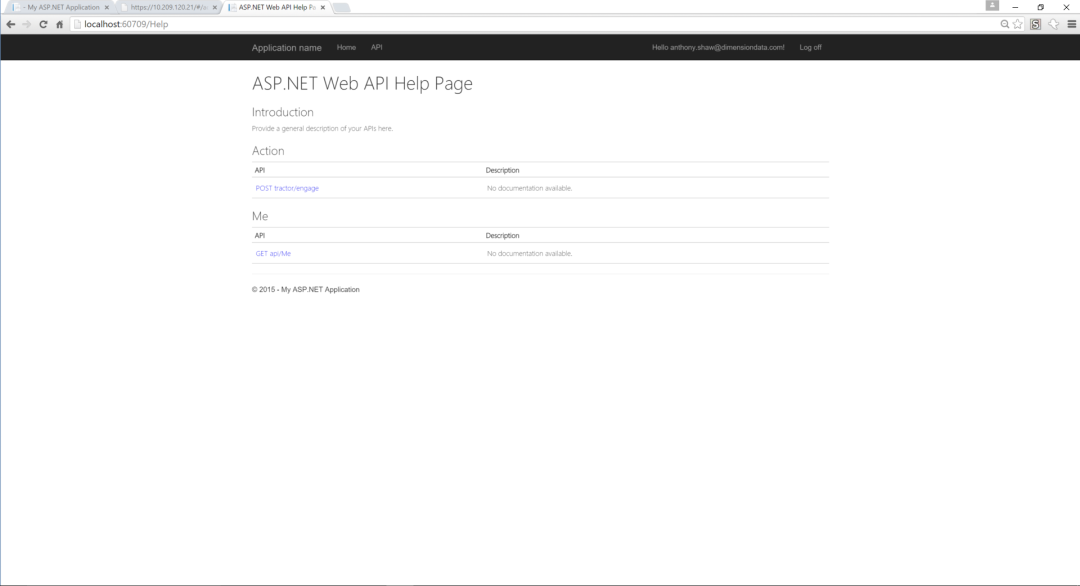 - My ASP.NET Application
https://10.209.120.21/#/
ASP.NET Web API Help Pa
localhost:60709/Help
Application name Home API Hello anthony.shaw@dimensiondata.com! Log off
ASP.NET Web API Help Page
Introduction
Provide a general description of your APIs here.
Action
API Description
POST tractor/engage No documentation available.
Me
API Description
GET api/Me No documentation available.
© 2015 - My ASP.NET Application